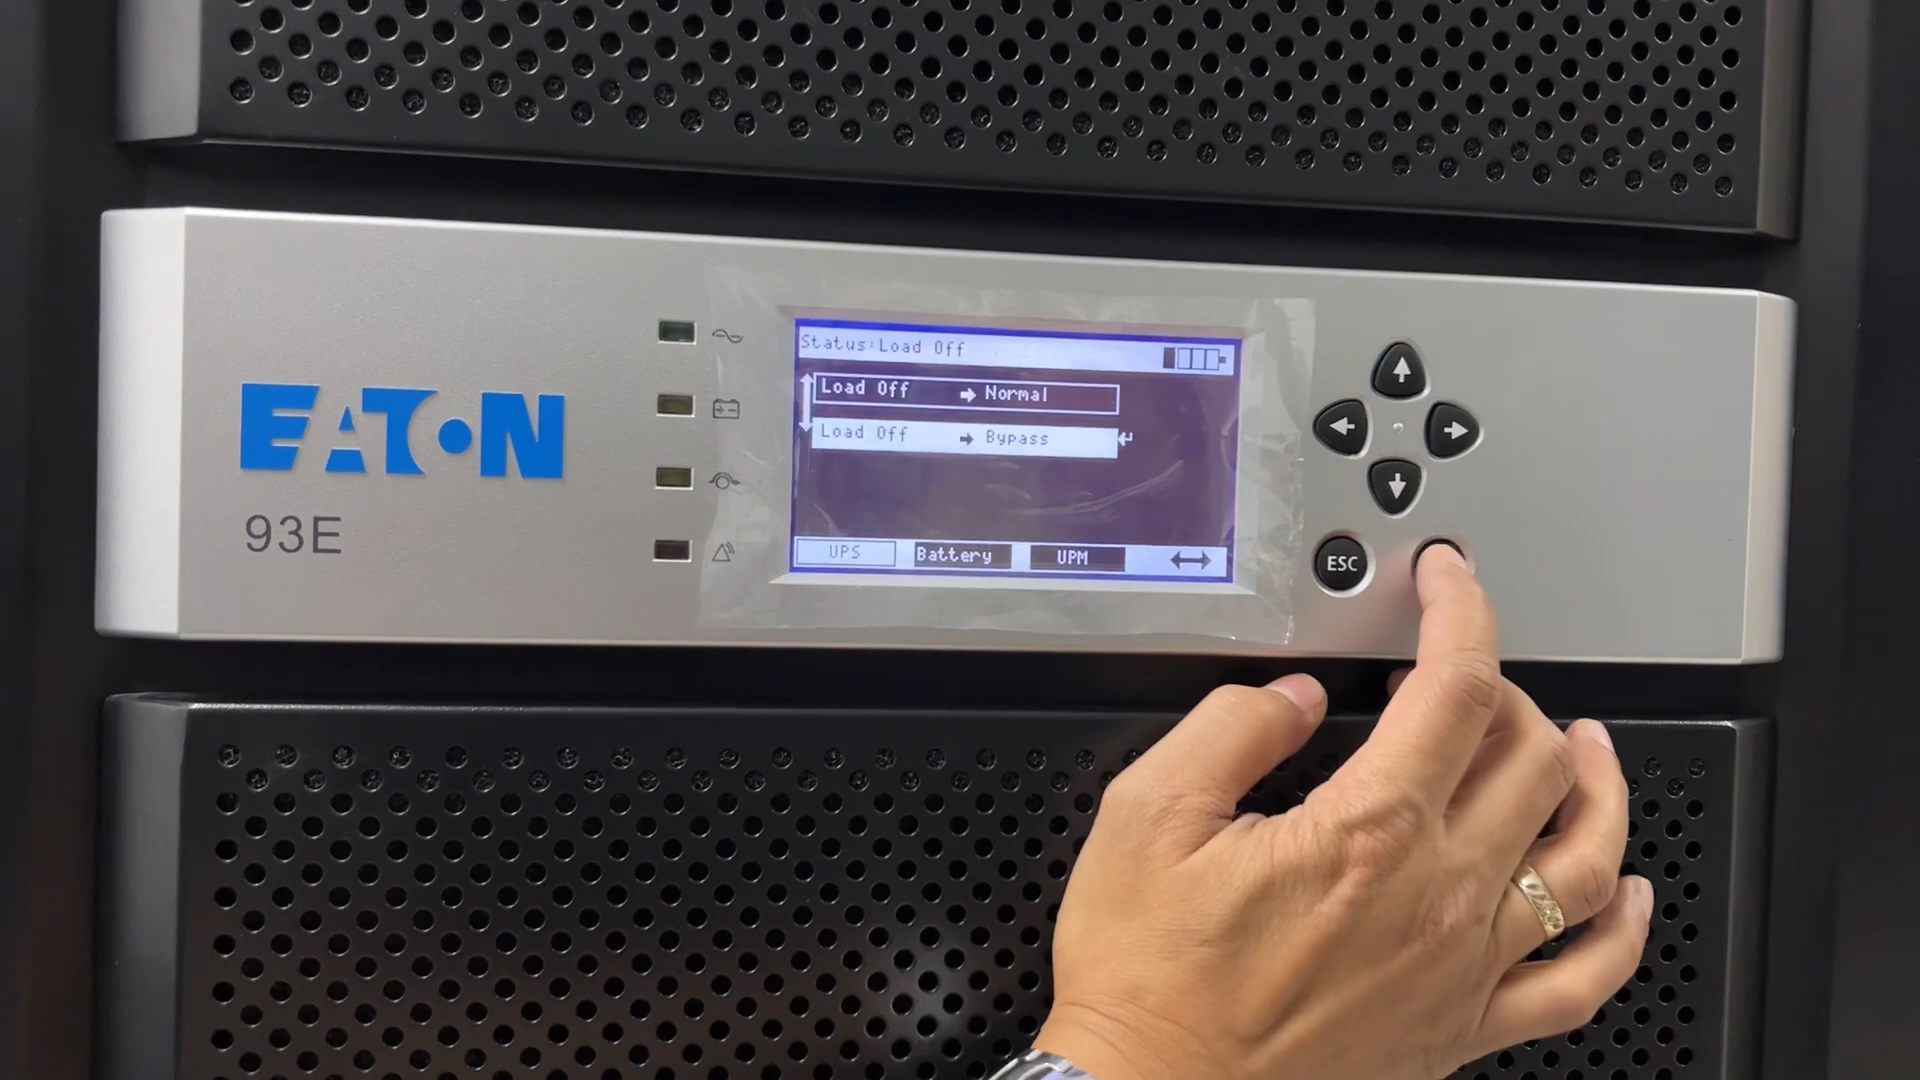 EATON
93E
Status:Load Off
Load Off → Normal
Load Off → Bypass
UPS Battery UPM
ESC